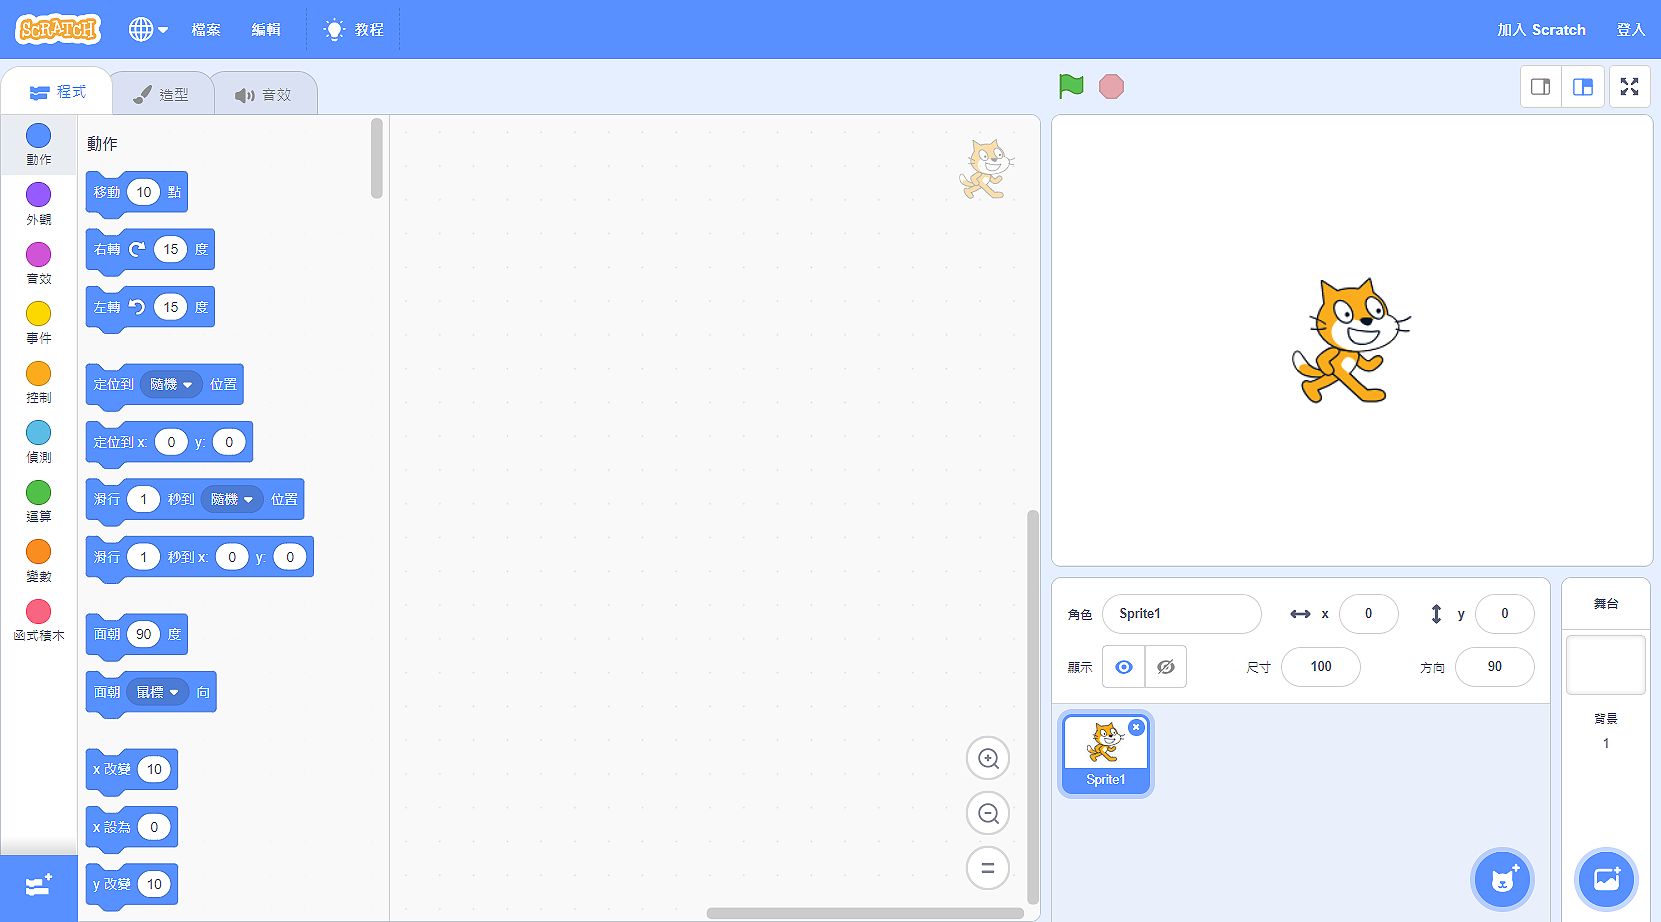 SCRATCH
檔案
編輯
教程
加入 Scratch
登入
程式
造型
音效
動作
外觀
音效
事件
控制
偵測
運算
變數
函式積木
動作
移動 10 點
右轉 15 度
左轉 15 度
定位到 隨機 位置
定位到 x: 0 y: 0
滑行 1 秒到 隨機 位置
滑行 1 秒到 x: 0 y: 0
面朝 90 度
面朝 鼠標 向
x 改變 10
x 設為 0
y 改變 10
角色 Sprite1 x 0 y 0
顯示 尺寸 100 方向 90
Sprite1
舞台
背景
1